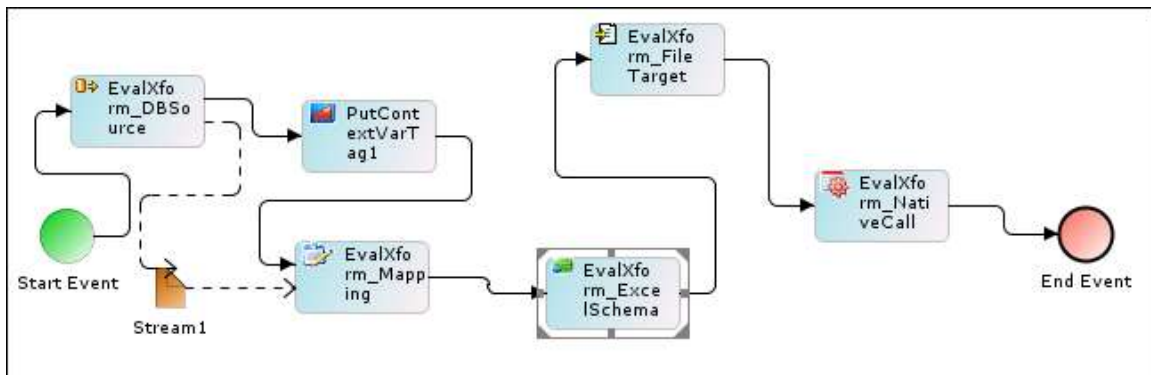 EvalXfo
rm_DBSo
urce
PutCont
extVarT
ag1
Start Event
Stream1
EvalXfo
rm_Mapp
ing
EvalXfo
rm_Exce
lSchema
EvalXfo
rm_File
Target
EvalXfo
rm_Nati
veCall
End Event